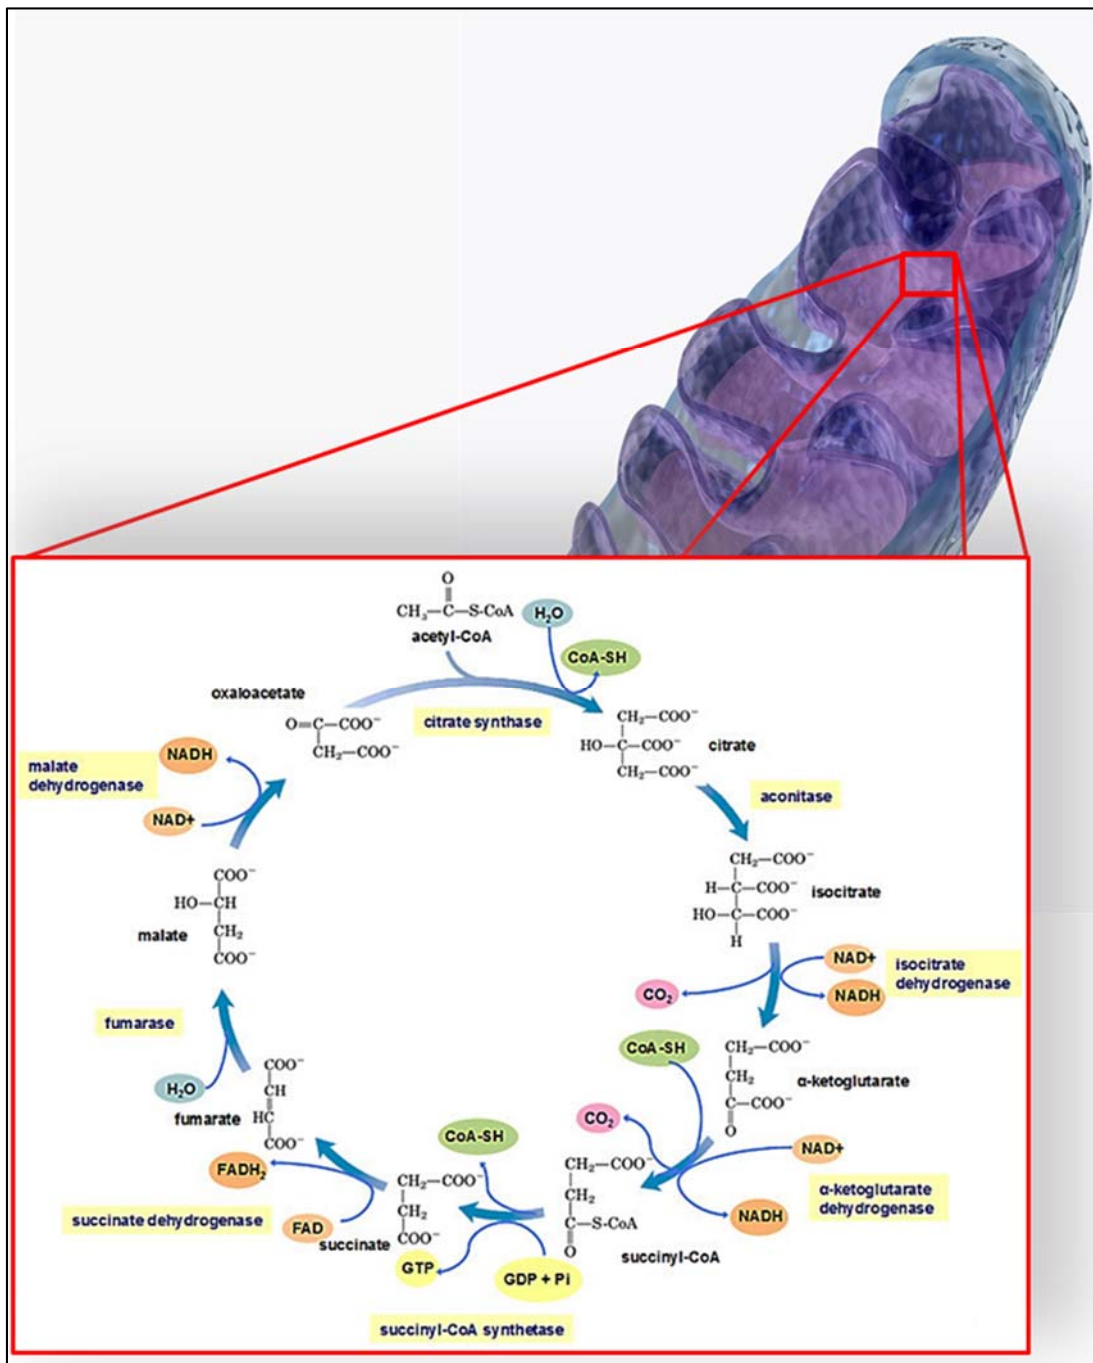 O
CH₃—C—S-CoA
acetyl-CoA
H₂O
CoA-SH
citrate synthase
oxaloacetate
O=C—COO⁻
CH₂—COO⁻
CH₂—COO⁻
HO—C—COO⁻
CH₂—COO⁻
citrate
aconitase
CH₂—COO⁻
H—C—COO⁻
HO—C—COO⁻
H
isocitrate
NAD+
NADH
CO₂
isocitrate
dehydrogenase
CH₂—COO⁻
CH₂
C—COO⁻
O
α-ketoglutarate
CoA-SH
CO₂
NAD+
NADH
α-ketoglutarate
dehydrogenase
CH₂—COO⁻
CH₂
C—S-CoA
O
succinyl-CoA
CoA-SH
GTP
GDP + Pi
succinyl-CoA synthetase
CH₂—COO⁻
CH₂
COO⁻
succinate
FADH₂
FAD
succinate dehydrogenase
COO⁻
CH
HC
COO⁻
fumarate
H₂O
fumarase
COO⁻
HO—CH
CH₂
COO⁻
malate
NAD+
NADH
malate
dehydrogenase